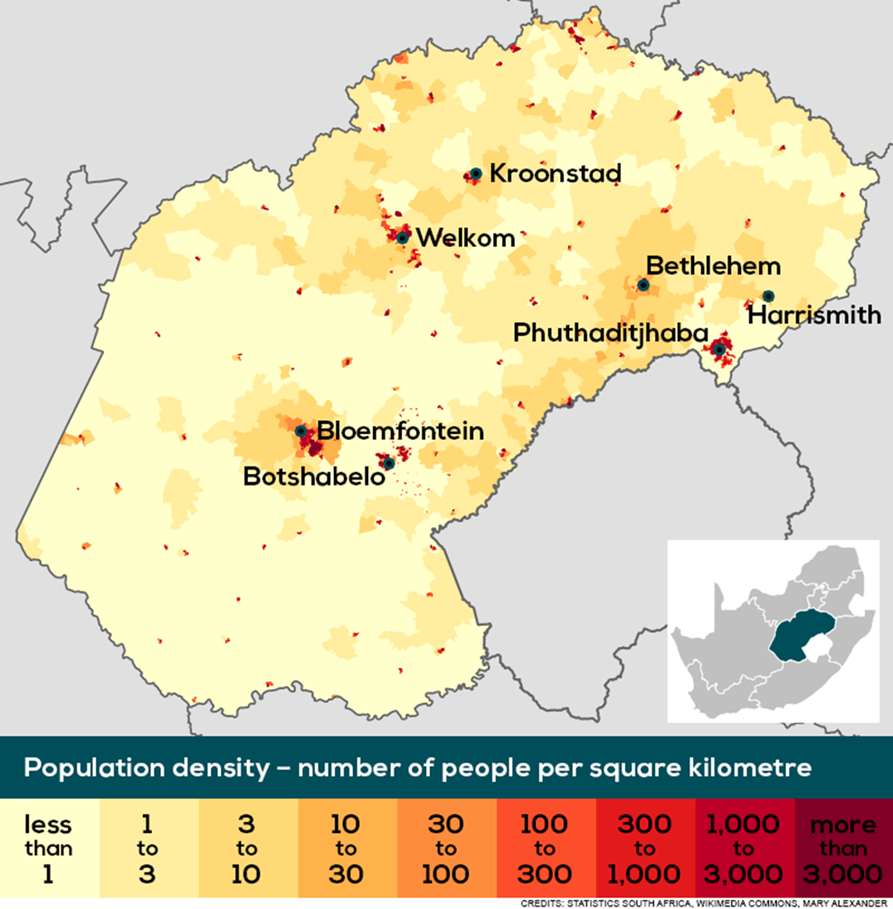 Kroonstad
Welkom
Bethlehem
Harrismith
Phuthaditjhaba
Bloemfontein
Botshabelo
Population density – number of people per square kilometre
less than 1
1 to 3
3 to 10
10 to 30
30 to 100
100 to 300
300 to 1,000
1,000 to 3,000
more than 3,000
CREDITS: STATISTICS SOUTH AFRICA, WIKIMEDIA COMMONS, MARY ALEXANDER